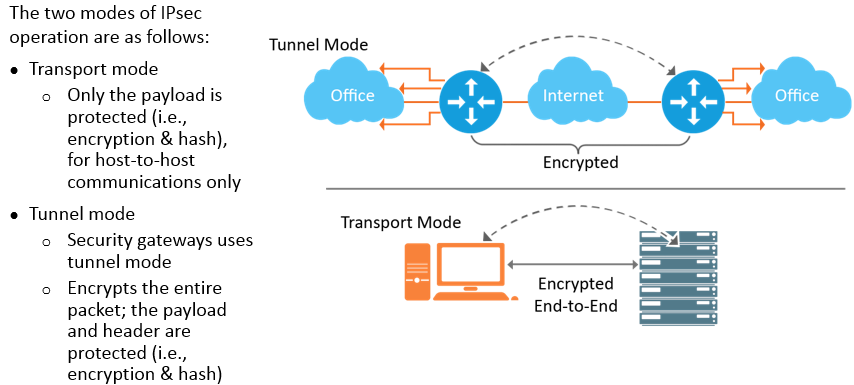 The two modes of IPsec
operation are as follows:
● Transport mode
o Only the payload is
protected (i.e.,
encryption & hash),
for host-to-host
communications only
● Tunnel mode
o Security gateways uses
tunnel mode
o Encrypts the entire
packet; the payload
and header are
protected (i.e.,
encryption & hash)
Tunnel Mode
Office
Internet
Office
Encrypted
Transport Mode
Encrypted
End-to-End